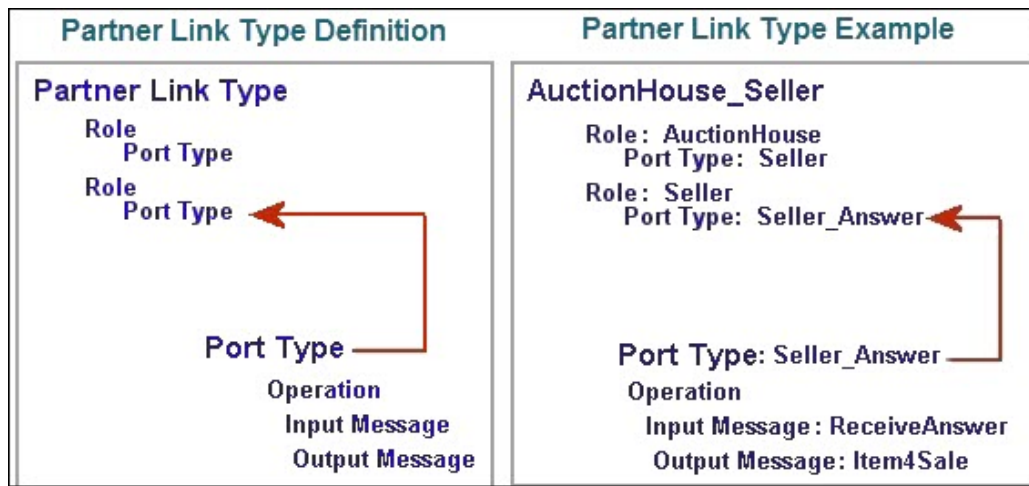 Partner Link Type Definition
Partner Link Type
Role
Port Type
Role
Port Type
Port Type
Operation
Input Message
Output Message
Partner Link Type Example
AuctionHouse_Seller
Role: AuctionHouse
Port Type: Seller
Role: Seller
Port Type: Seller_Answer
Port Type: Seller_Answer
Operation
Input Message: ReceiveAnswer
Output Message: Item4Sale